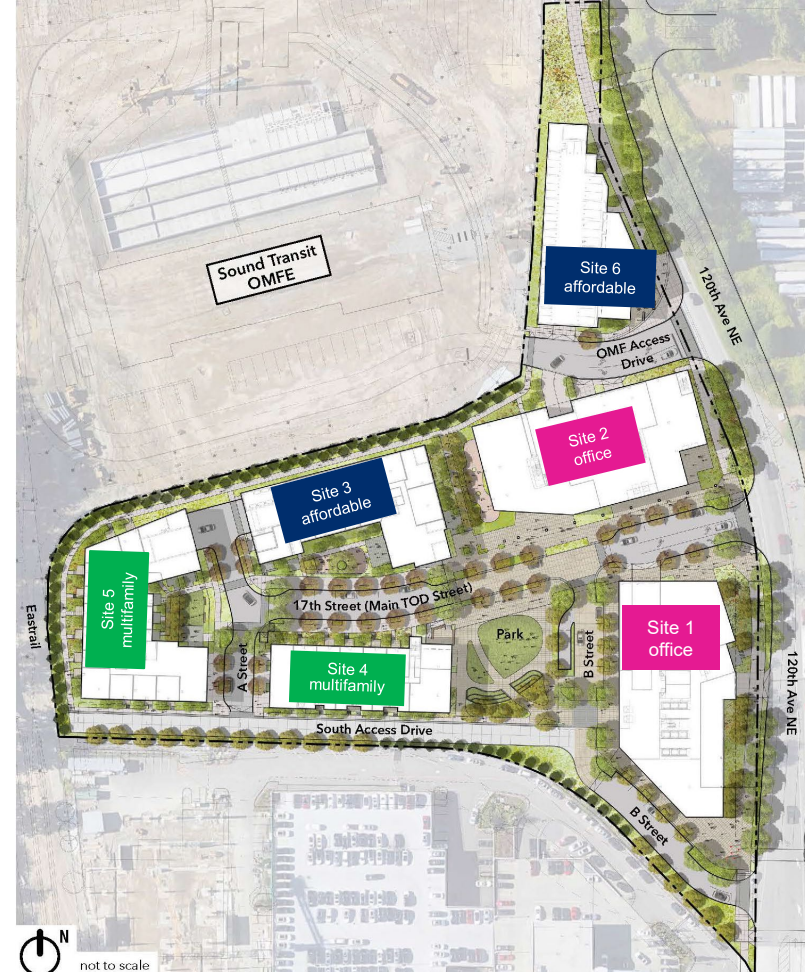 Sound Transit
OMFE
Site 6
affordable
120th Ave NE
OMF Access
Drive
Site 2
office
Site 3
affordable
Site 5
multifamily
Eastrail
17th Street (Main TOD Street)
Park
B Street
Site 1
office
A Street
Site 4
multifamily
120th Ave NE
South Access Drive
B Street
N
not to scale